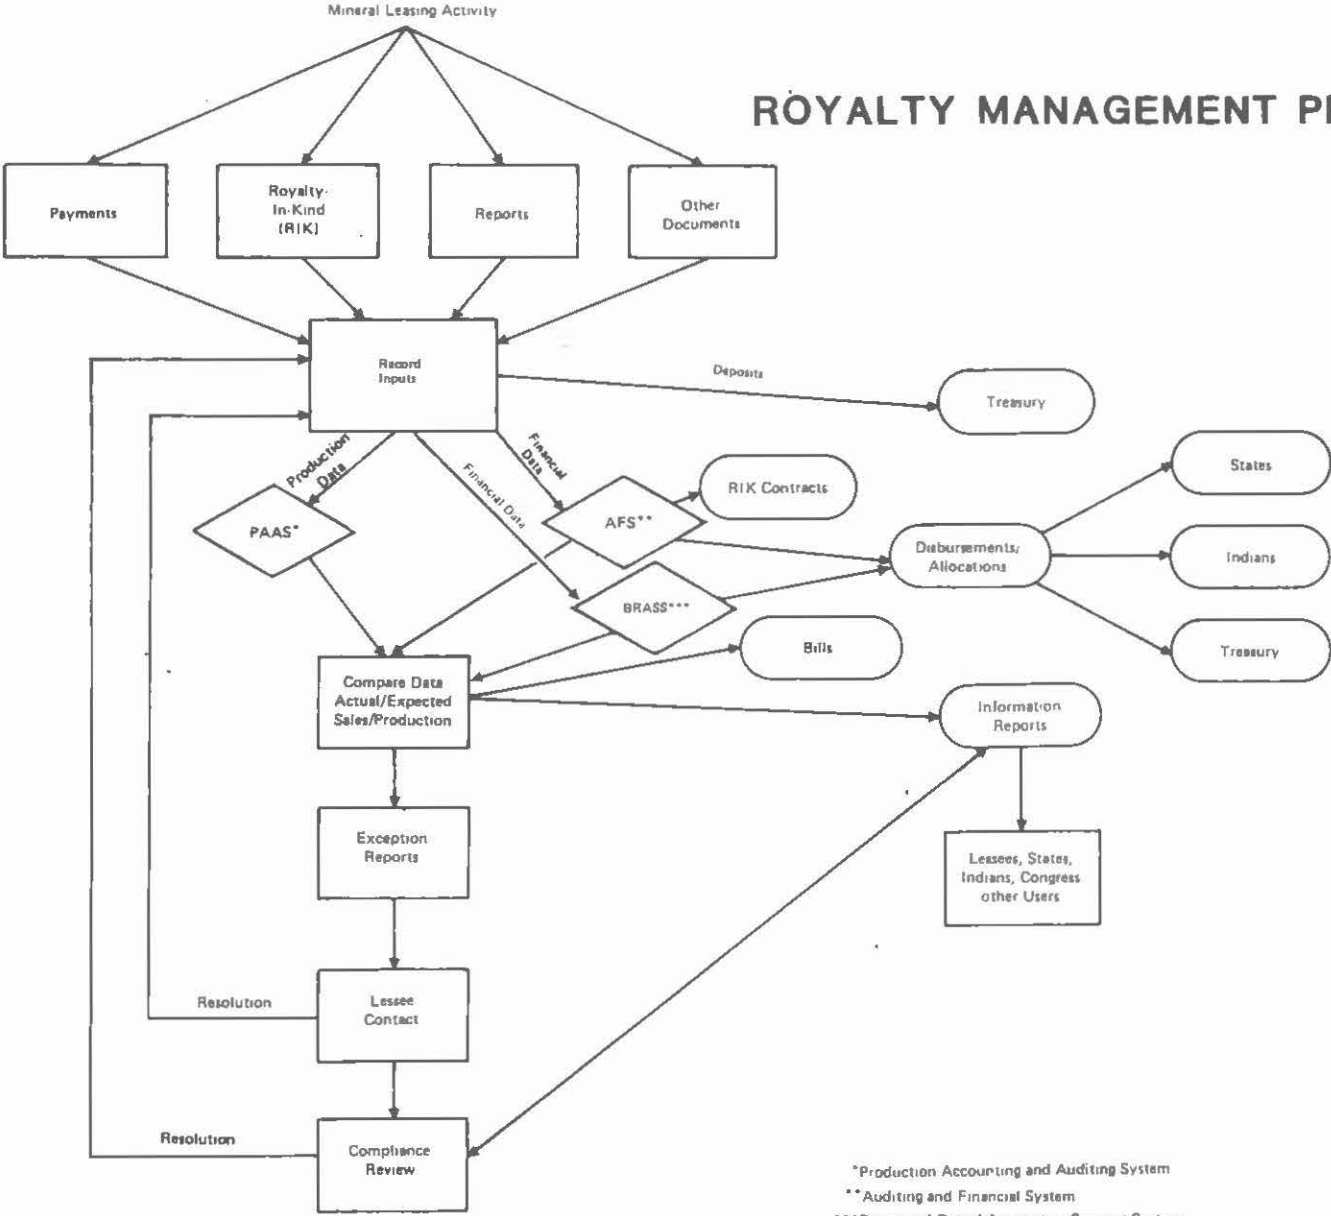 Mineral Leasing Activity
ROYALTY MANAGEMENT
Payments
Royalty-
In-Kind
(RIK)
Reports
Other
Documents
Record
Inputs
Deposits
Treasury
Production
Data
Financial Data
Financial
Data
PAAS*
AFS**
RIK Contracts
BRASS***
Disbursements/
Allocations
States
Indians
Treasury
Bills
Compare Data
Actual/Expected
Sales/Production
Information
Reports
Exception
Reports
Lessees, States,
Indians, Congress
other Users
Resolution
Lessee
Contact
Resolution
Compliance
Review
*Production Accounting and Auditing System
**Auditing and Financial System